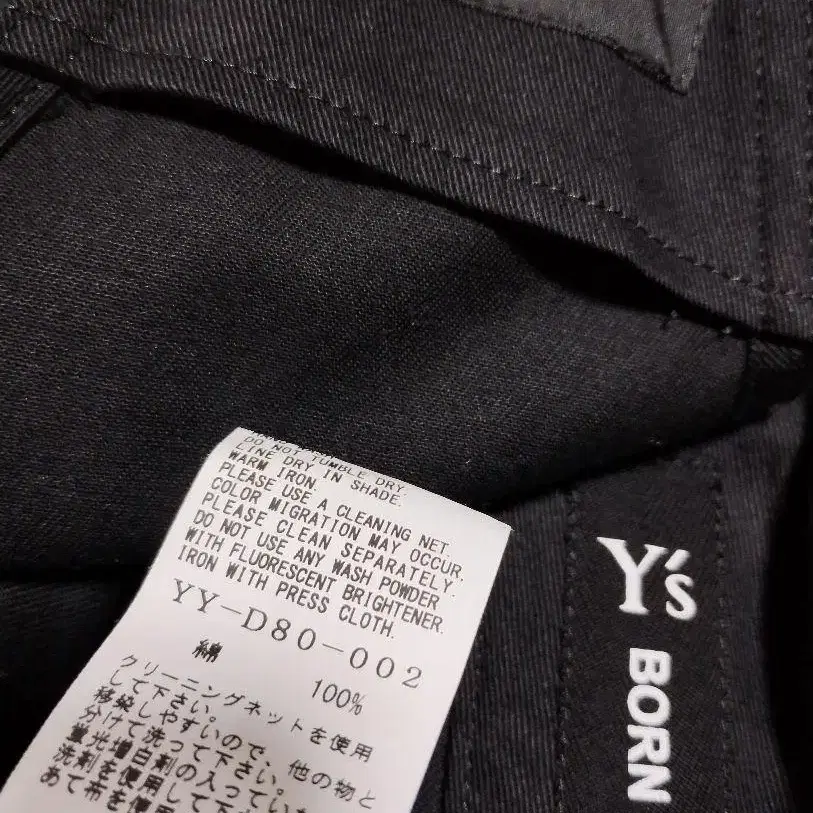 DO NOT TUMBLE DRY.
LINE DRY IN SHADE.
WARM IRON.
PLEASE USE A CLEANING NET.
COLOR MIGRATION MAY OCCUR.
PLEASE CLEAN SEPARATELY.
DO NOT USE ANY WASH POWDER
WITH FLUORESCENT BRIGHTENER.
IRON WITH PRESS CLOTH.
YY-D80-002
綿 100%
クリーニングネットを使用
して下さい。
移染しやすいので、他の物と
分けて洗って下さい。
蛍光増白剤の入っていな
洗剤を使用して下
あて布を使用
Y's
BORN